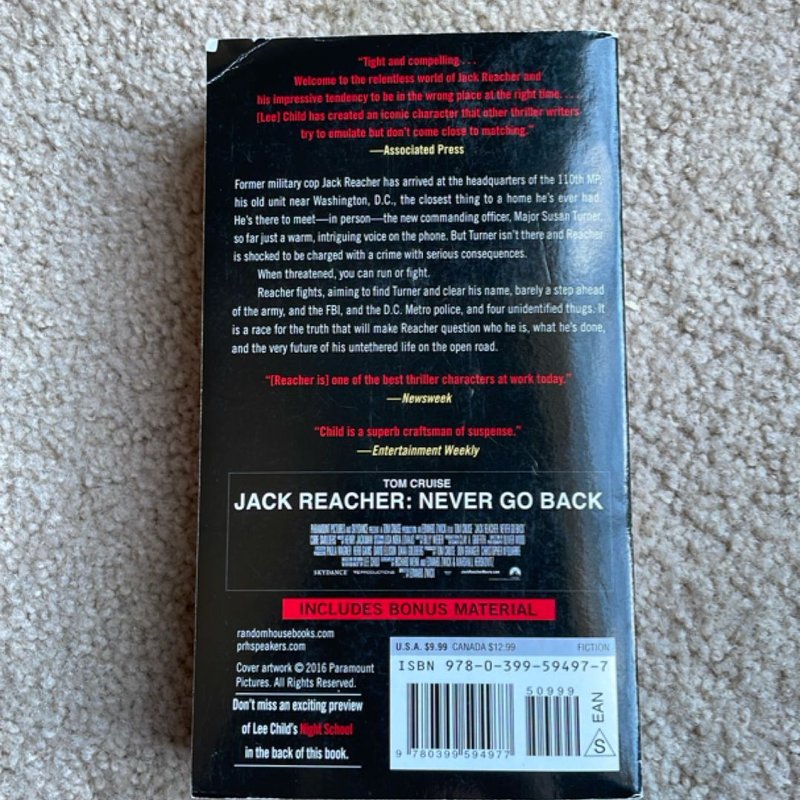 "Tight and compelling . . .
Welcome to the relentless world of Jack Reacher and
his impressive tendency to be in the wrong place at the right time. . . .
[Lee] Child has created an iconic character that other thriller writers
try to emulate but don't come close to matching."
—Associated Press
Former military cop Jack Reacher has arrived at the headquarters of the 110th MP,
his old unit near Washington, D.C., the closest thing to a home he's ever had.
He's there to meet—in person—the new commanding officer, Major Susan Turner,
so far just a warm, intriguing voice on the phone. But Turner isn't there and Reacher
is shocked to be charged with a crime with serious consequences.
When threatened, you can run or fight.
Reacher fights, aiming to find Turner and clear his name, barely a step ahead
of the army, and the FBI, and the D.C. Metro police, and four unidentified thugs. It
is a race for the truth that will make Reacher question who he is, what he's done,
and the very future of his untethered life on the open road.
"[Reacher is] one of the best thriller characters at work today."
—Newsweek
"Child is a superb craftsman of suspense."
—Entertainment Weekly
TOM CRUISE
JACK REACHER: NEVER GO BACK
PARAMOUNT PICTURES AND SKYDANCE
SKYDANCE
INCLUDES BONUS MATERIAL
randomhousebooks.com
prhspeakers.com
Cover artwork © 2016 Paramount
Pictures. All Rights Reserved.
Don't miss an exciting preview
of Lee Child's Night School
in the back of this book.
U.S.A. $9.99 CANADA $12.99 FICTION
ISBN 978-0-399-59497-7
50999
9 780399 594977
EAN
S